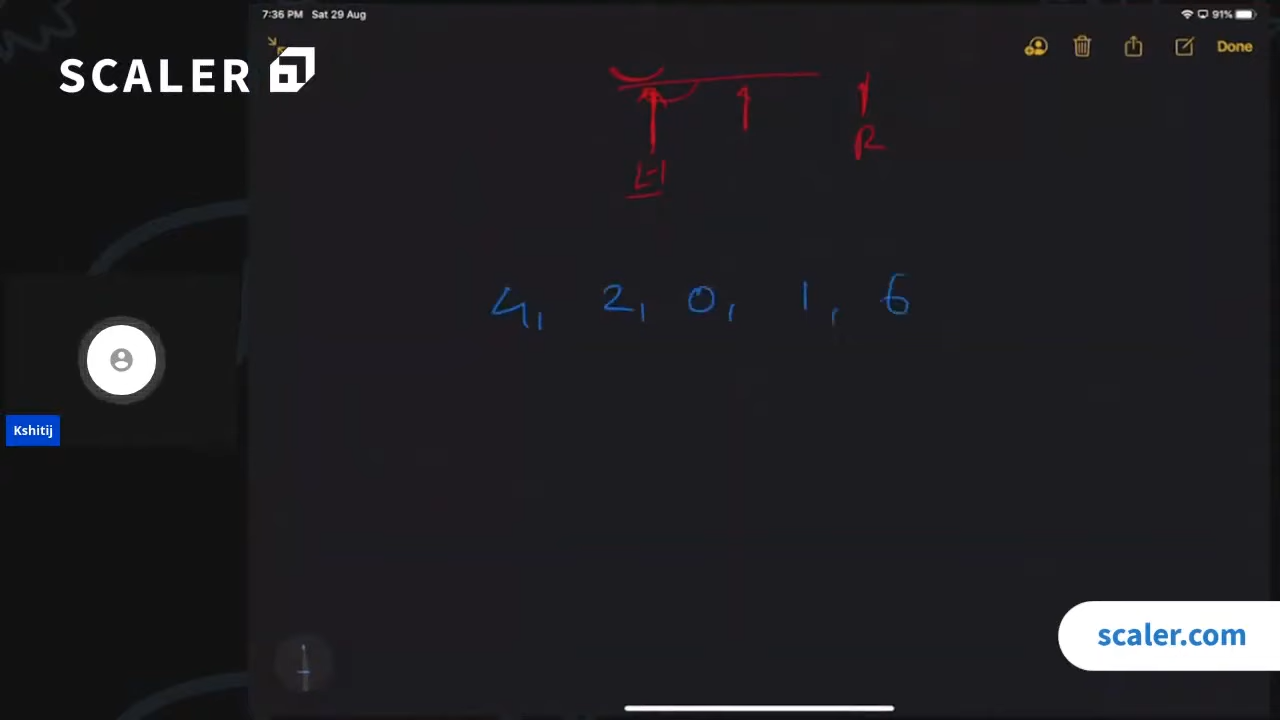 7:36 PM Sat 29 Aug
91%
SCALER
Done
R
L-1
4, 2, 0, 1, 6
Kshitij
scaler.com